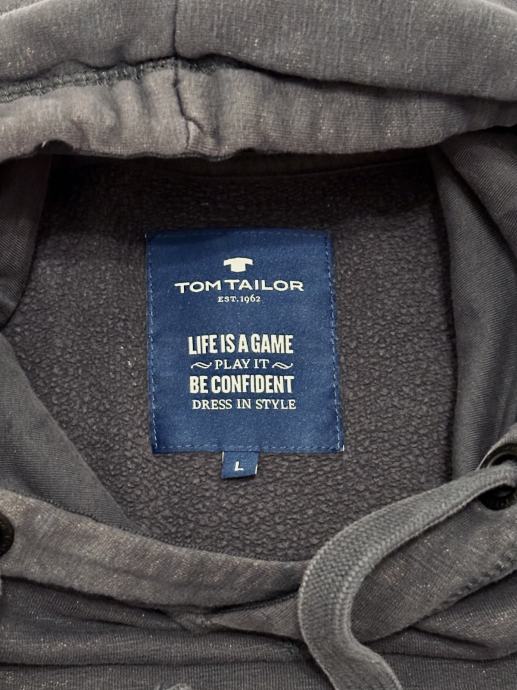 TOM TAILOR
EST. 1962
LIFE IS A GAME
~ PLAY IT ~
BE CONFIDENT
DRESS IN STYLE
L